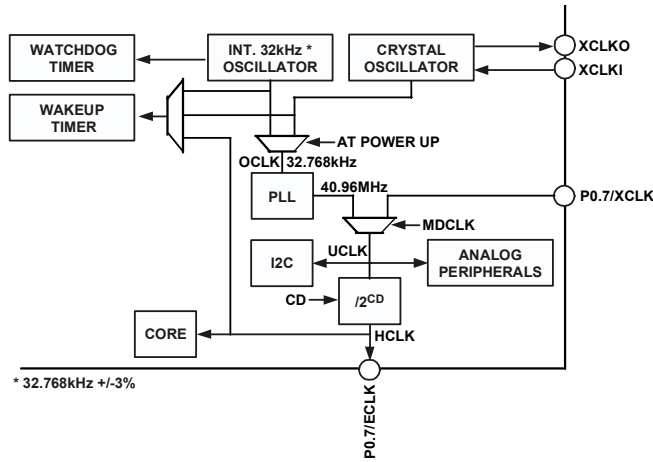 WATCHDOG
TIMER
INT. 32kHz *
OSCILLATOR
CRYSTAL
OSCILLATOR
XCLKO
XCLKI
WAKEUP
TIMER
AT POWER UP
OCLK 32.768kHz
PLL
40.96MHz
P0.7/XCLK
MDCLK
I2C
UCLK
ANALOG
PERIPHERALS
CD
/2CD
CORE
HCLK
* 32.768kHz +/-3%
P0.7/ECLK